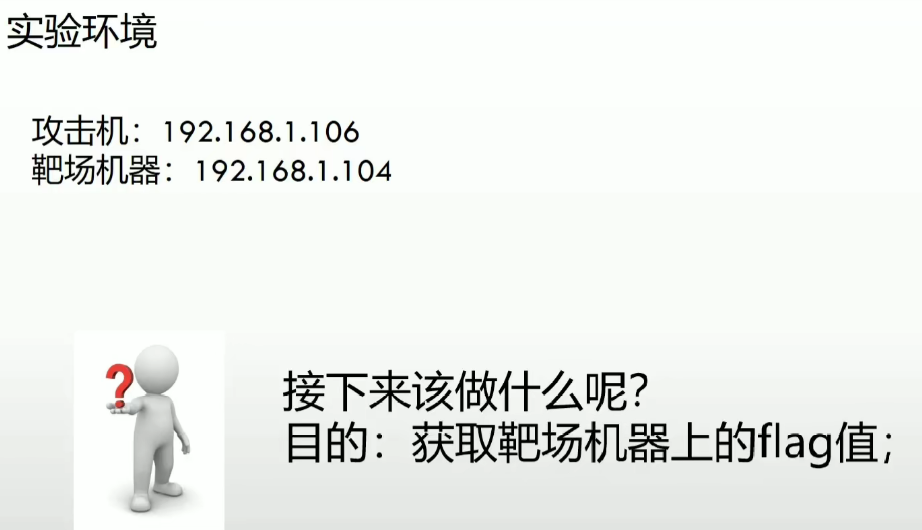 实验环境
攻击机：192.168.1.106
靶场机器：192.168.1.104
?
接下来该做什么呢？
目的：获取靶场机器上的flag值；